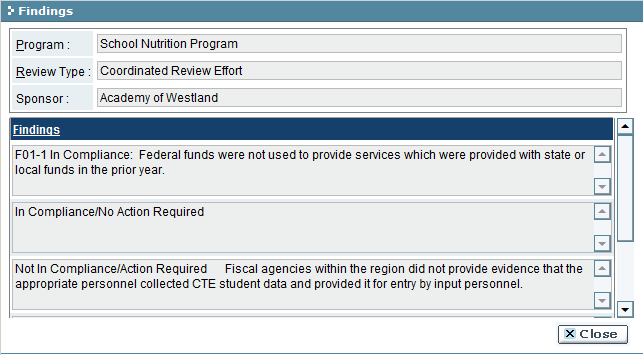 Findings
Program : School Nutrition Program
Review Type : Coordinated Review Effort
Sponsor : Academy of Westland
Findings
F01-1 In Compliance: Federal funds were not used to provide services which were provided with state or
local funds in the prior year.
In Compliance/No Action Required
Not In Compliance/Action Required Fiscal agencies within the region did not provide evidence that the
appropriate personnel collected CTE student data and provided it for entry by input personnel.
Close